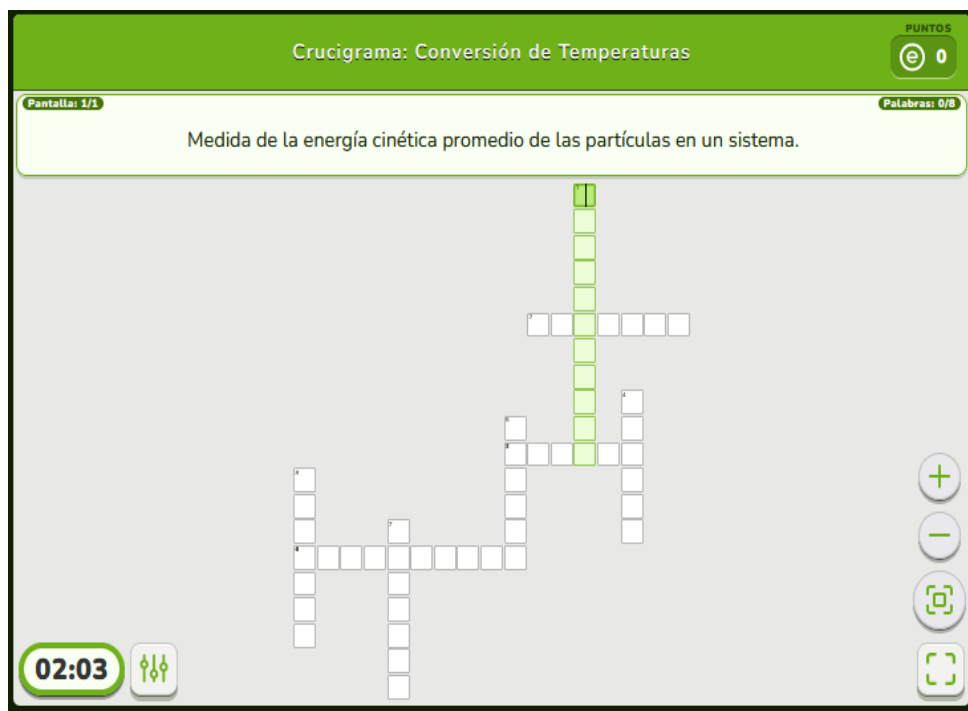 PUNTOS
Crucigrama: Conversión de Temperaturas
e 0
Pantalla: 1/1
Palabras: 0/8
Medida de la energía cinética promedio de las partículas en un sistema.
02:03